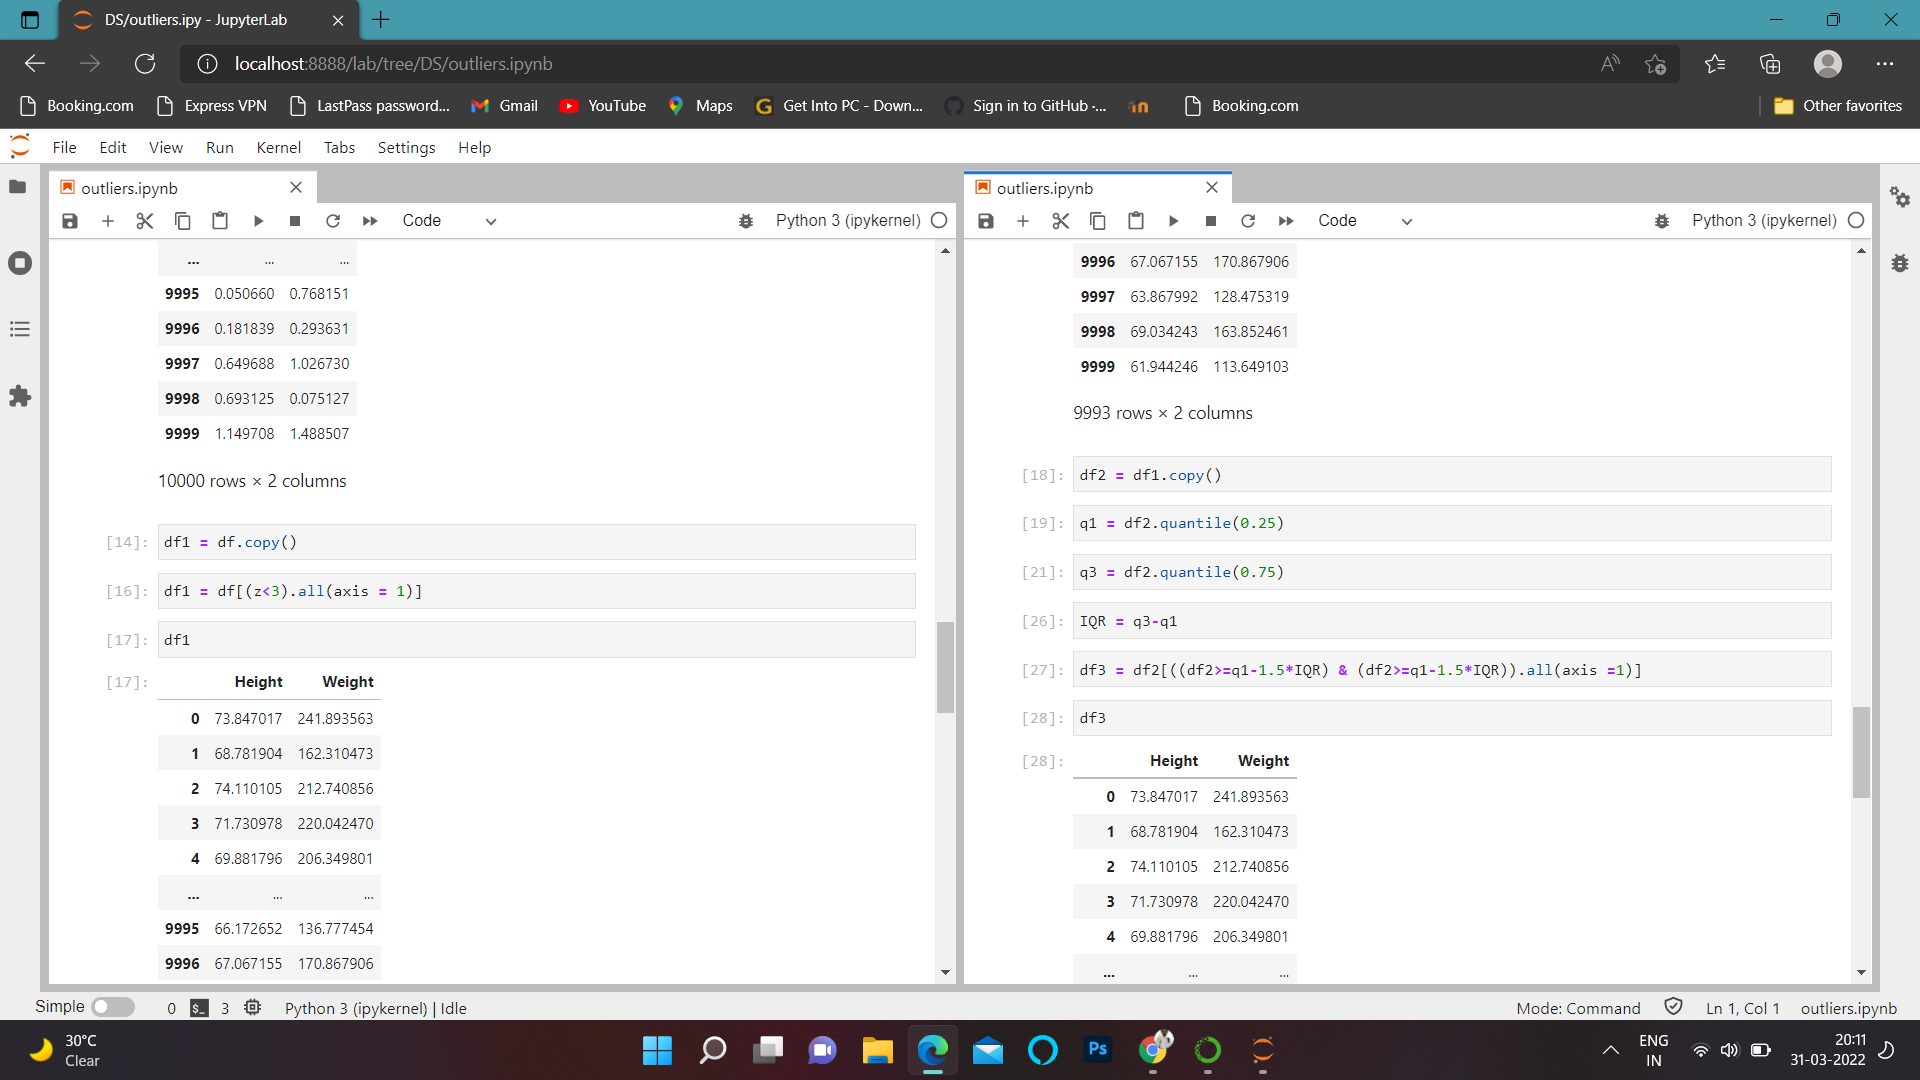 DS/outliers.ipy - JupyterLab
localhost:8888/lab/tree/DS/outliers.ipynb
Booking.com Express VPN LastPass password... Gmail YouTube Maps Get Into PC - Down... Sign in to GitHub ·... Booking.com Other favorites
File Edit View Run Kernel Tabs Settings Help
outliers.ipynb
Code Python 3 (ipykernel)
... ... ...
9995 0.050660 0.768151
9996 0.181839 0.293631
9997 0.649688 1.026730
9998 0.693125 0.075127
9999 1.149708 1.488507
10000 rows × 2 columns
[14]: df1 = df.copy()
[16]: df1 = df[(z<3).all(axis = 1)]
[17]: df1
[17]: Height Weight
0 73.847017 241.893563
1 68.781904 162.310473
2 74.110105 212.740856
3 71.730978 220.042470
4 69.881796 206.349801
... ... ...
9995 66.172652 136.777454
9996 67.067155 170.867906
outliers.ipynb
Code Python 3 (ipykernel)
9996 67.067155 170.867906
9997 63.867992 128.475319
9998 69.034243 163.852461
9999 61.944246 113.649103
9993 rows × 2 columns
[18]: df2 = df1.copy()
[19]: q1 = df2.quantile(0.25)
[21]: q3 = df2.quantile(0.75)
[26]: IQR = q3-q1
[27]: df3 = df2[((df2>=q1-1.5*IQR) & (df2>=q1-1.5*IQR)).all(axis =1)]
[28]: df3
[28]: Height Weight
0 73.847017 241.893563
1 68.781904 162.310473
2 74.110105 212.740856
3 71.730978 220.042470
4 69.881796 206.349801
... ... ...
Simple 0 $_ 3 Python 3 (ipykernel) | Idle Mode: Command Ln 1, Col 1 outliers.ipynb
30°C
Clear
Ps
ENG
IN
20:11
31-03-2022